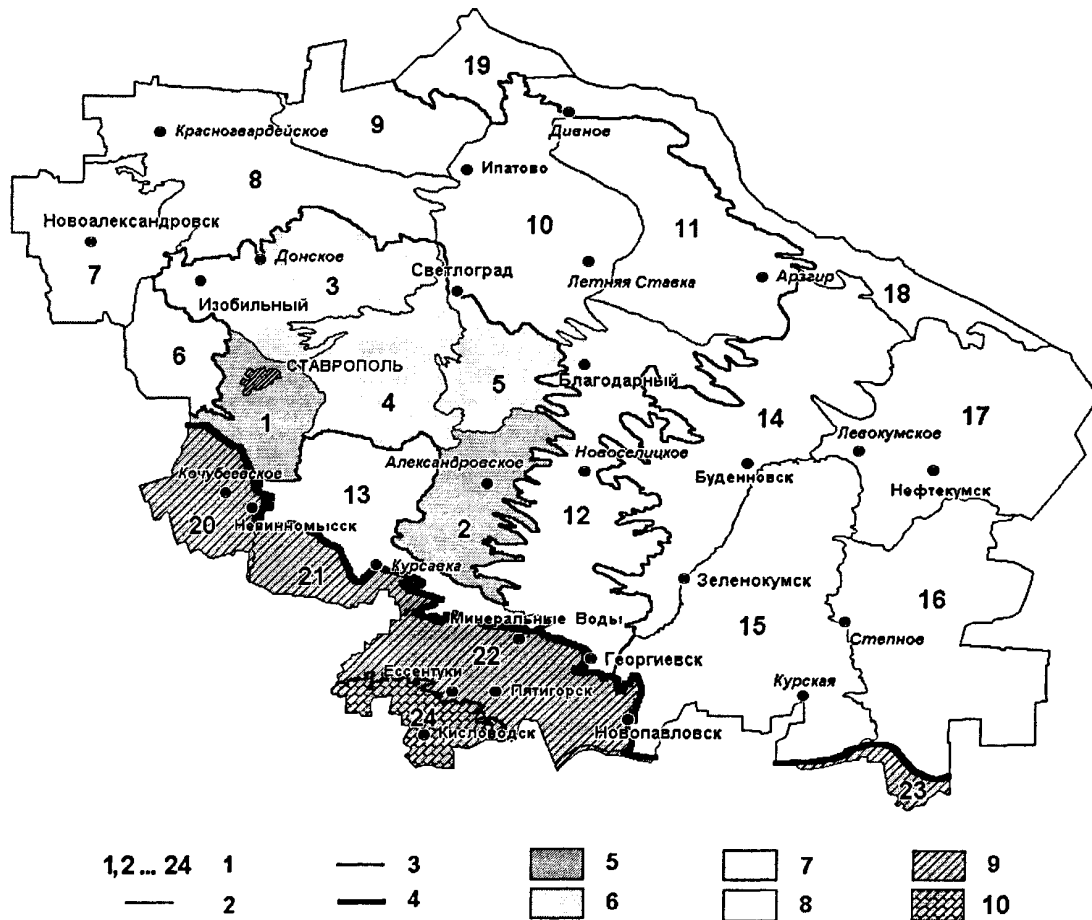 19
9
Дивное
Красногвардейское
Ипатово
8
Новоалександровск
10
11
7
Донское
Светлоград
Летняя Ставка
Арзгир
3
18
Изобильный
6
СТАВРОПОЛЬ
5
Благодарный
4
17
1
14
Левокумское
Александровское
Новоселицкое
Кочубеевское
Буденновск
Нефтекумск
13
20
Невинномысск
2
12
21
Курсавка
Зеленокумск
16
15
Минеральные Воды
Степное
22
Георгиевск
Ессентуки
Пятигорск
Курская
24
Кисловодск
Новопавловск
23
1,2 ... 24 1 3 5 7 9
2 4 6 8 10